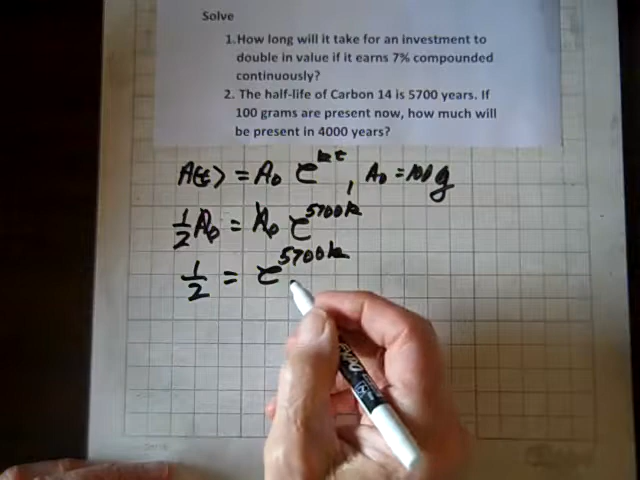 Solve
1.How long will it take for an investment to
double in value if it earns 7% compounded
continuously?
2. The half-life of Carbon 14 is 5700 years. If
100 grams are present now, how much will
be present in 4000 years?
A(t) = A₀ e^kt, A₀ = 100g
1/2 A₀ = A₀ e^5700k
1/2 = e^5700k